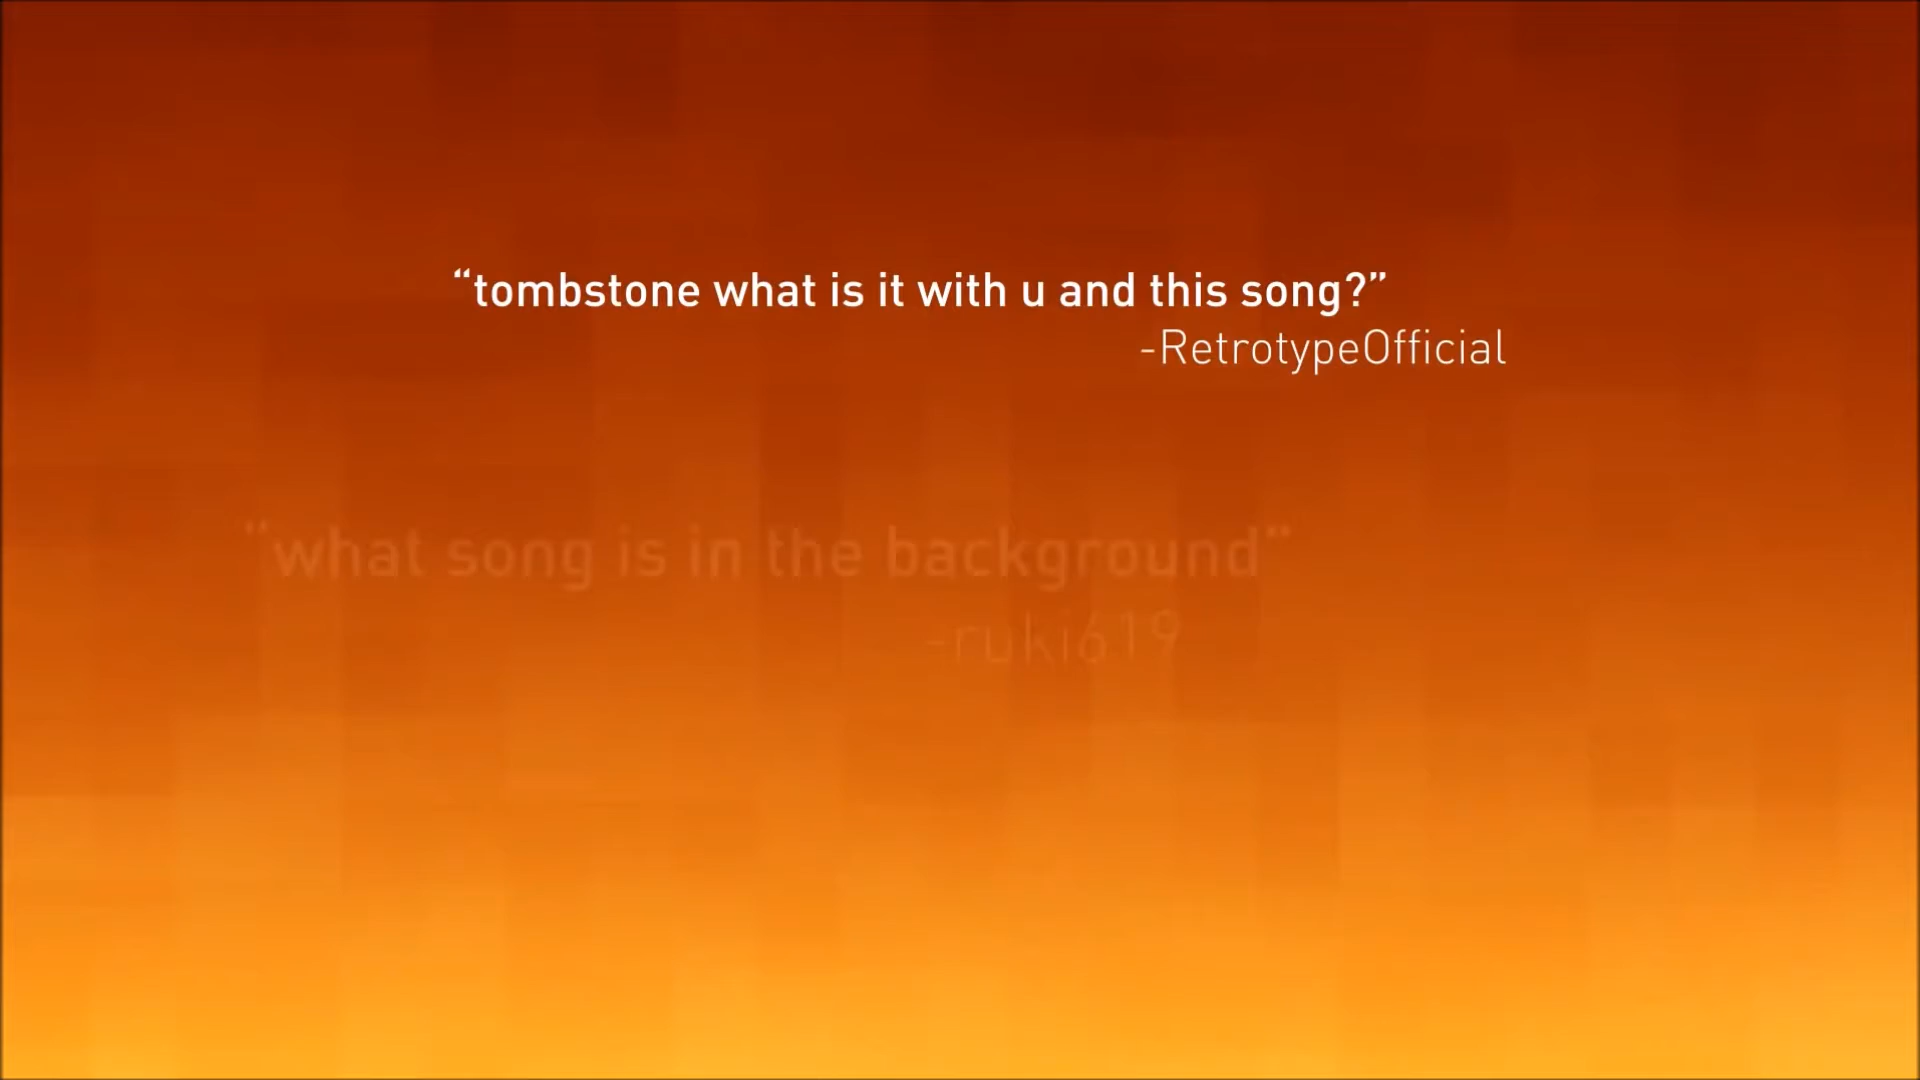 “tombstone what is it with u and this song?”
-RetrotypeOfficial
“what song is in the background”
-ruki619